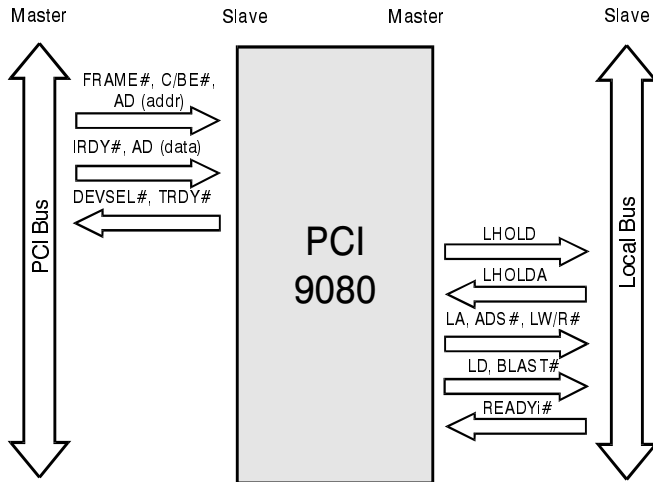 Master
Slave
Master
Slave
FRAME#, C/BE#,
AD (addr)
IRDY#, AD (data)
DEVSEL#, TRDY#
PCI Bus
PCI
9080
LHOLD
LHOLDA
LA, ADS#, LW/R#
LD, BLAST#
READYi#
Local Bus